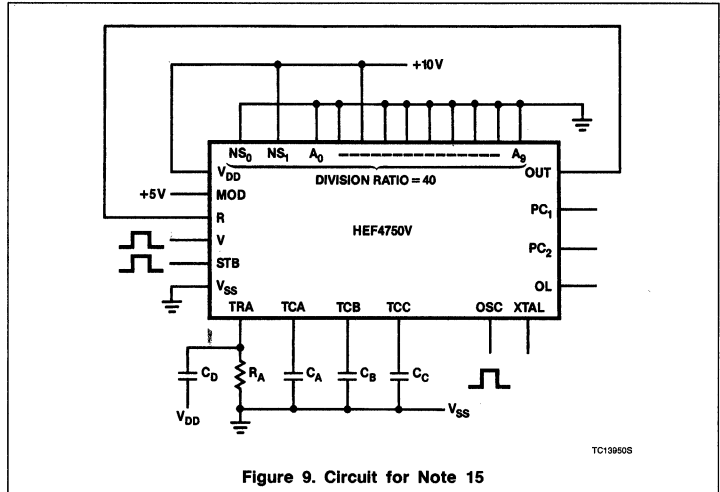 +10V
NS0 NS1 A0 A9
VDD DIVISION RATIO = 40 OUT
+5V MOD
R PC1
HEF4750V
V
PC2
STB
VSS OL
TRA TCA TCB TCC OSC XTAL
CD RA CA CB CC
VDD VSS
TC13950S
Figure 9. Circuit for Note 15